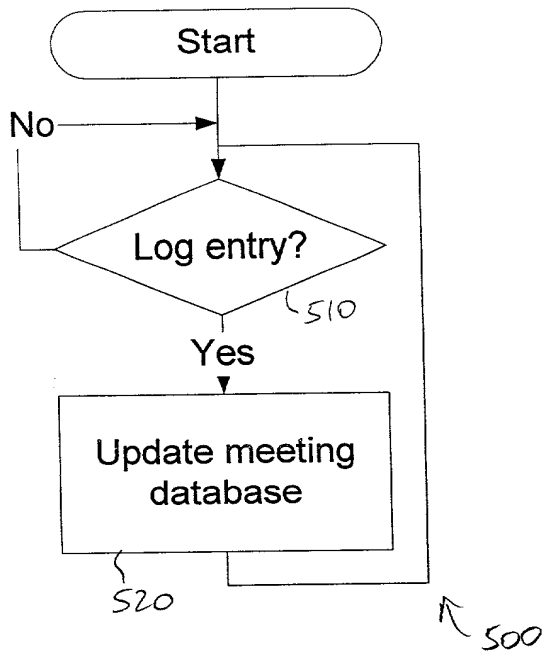 Start
No
Log entry?
510
Yes
Update meeting
database
520
500